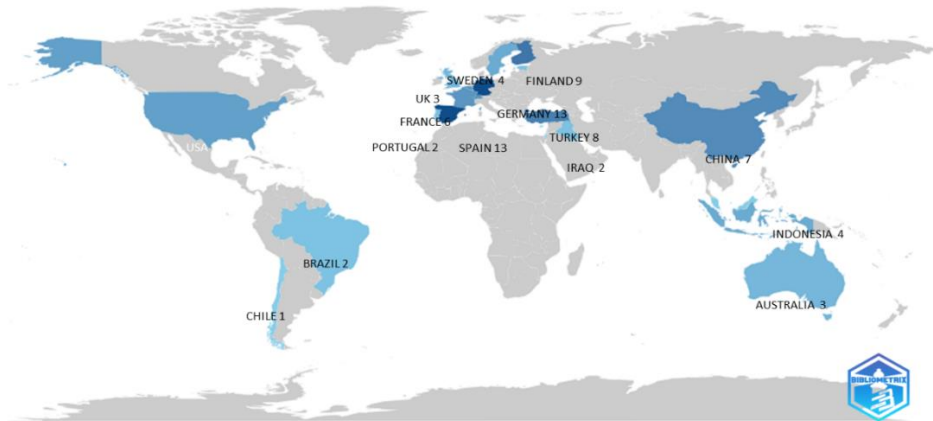 SWEDEN 4
FINLAND 9
UK 3
FRANCE 6
GERMANY 13
TURKEY 8
USA
PORTUGAL 2
SPAIN 13
CHINA 7
IRAQ 2
INDONESIA 4
BRAZIL 2
AUSTRALIA 3
CHILE 1
BIBLIOMETRIX